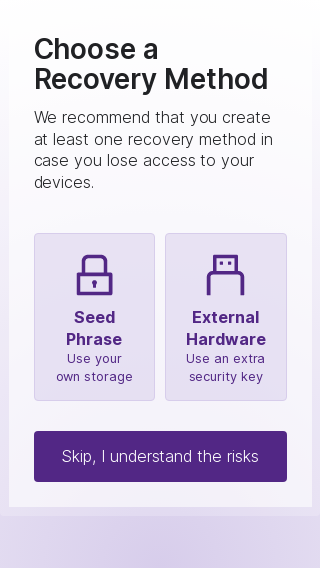 Choose a
Recovery Method
We recommend that you create
at least one recovery method in
case you lose access to your
devices.
Seed
Phrase
Use your
own storage
External
Hardware
Use an extra
security key
Skip, I understand the risks